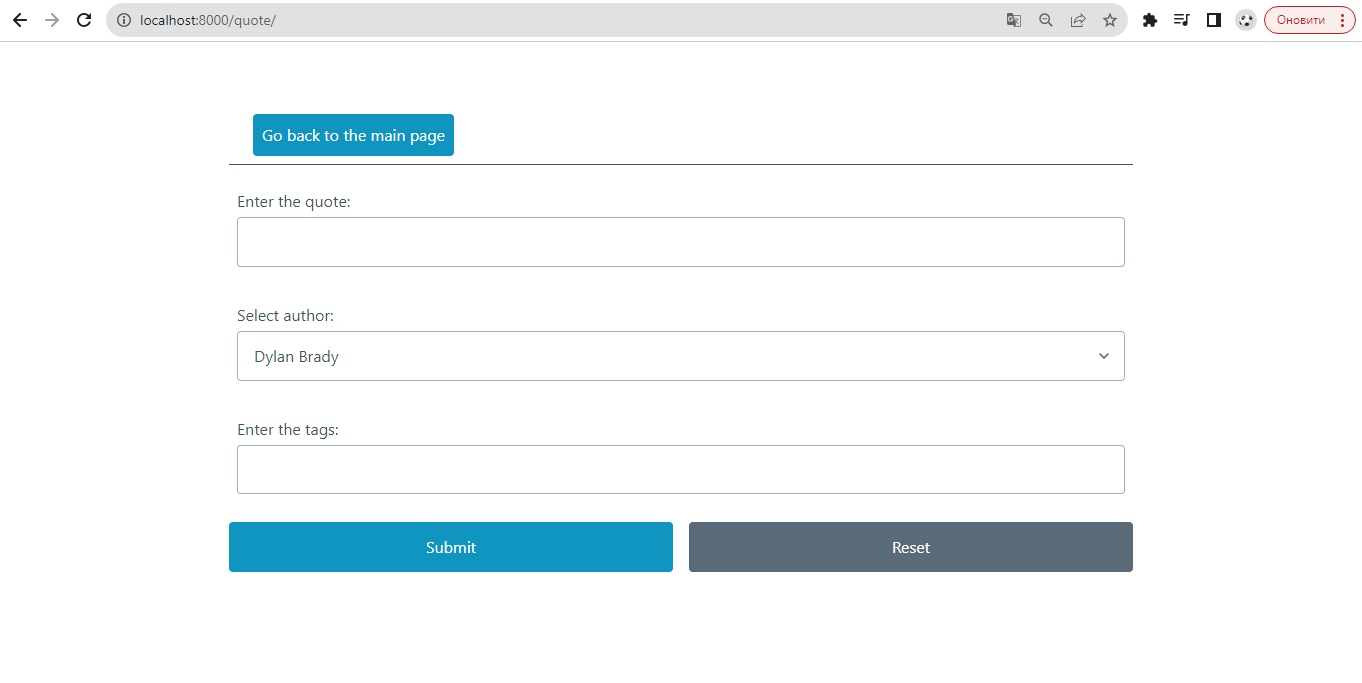 localhost:8000/quote/
Оновити
Go back to the main page
Enter the quote:
Select author:
Dylan Brady
Enter the tags:
Submit
Reset